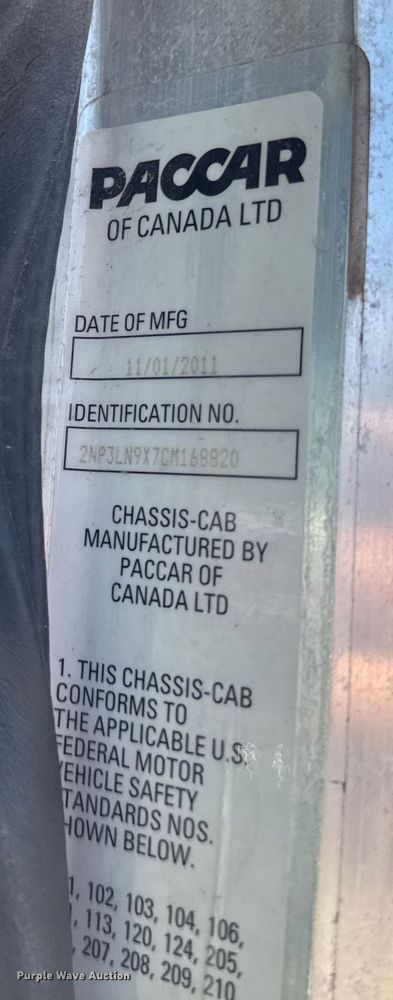 PACCAR
OF CANADA LTD
DATE OF MFG
11/01/2011
IDENTIFICATION NO.
2NP3LN9X7CM168820
CHASSIS-CAB
MANUFACTURED BY
PACCAR OF
CANADA LTD
1. THIS CHASSIS-CAB
CONFORMS TO
THE APPLICABLE U.S.
FEDERAL MOTOR
VEHICLE SAFETY
TANDARDS NOS.
HOWN BELOW.
1, 102, 103, 104, 106,
, 113, 120, 124, 205,
, 207, 208, 209, 210
Purple Wave Auction